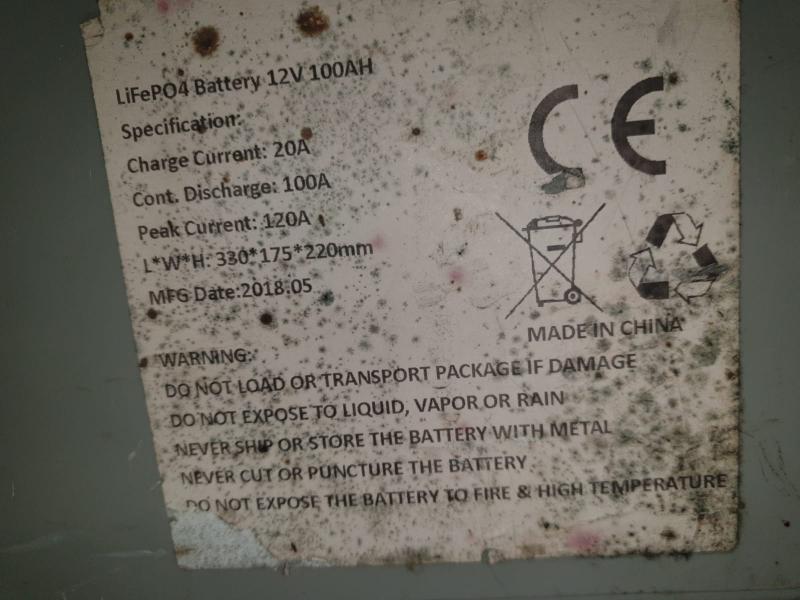 LiFePO4 Battery 12V 100AH
Specification:
Charge Current: 20A
Cont. Discharge: 100A
Peak Current: 120A
L*W*H: 330*175*220mm
MFG Date:2018.05
CE
MADE IN CHINA
WARNING:
DO NOT LOAD OR TRANSPORT PACKAGE IF DAMAGE
DO NOT EXPOSE TO LIQUID, VAPOR OR RAIN
NEVER SHIP OR STORE THE BATTERY WITH METAL
NEVER CUT OR PUNCTURE THE BATTERY
DO NOT EXPOSE THE BATTERY TO FIRE & HIGH TEMPERATURE